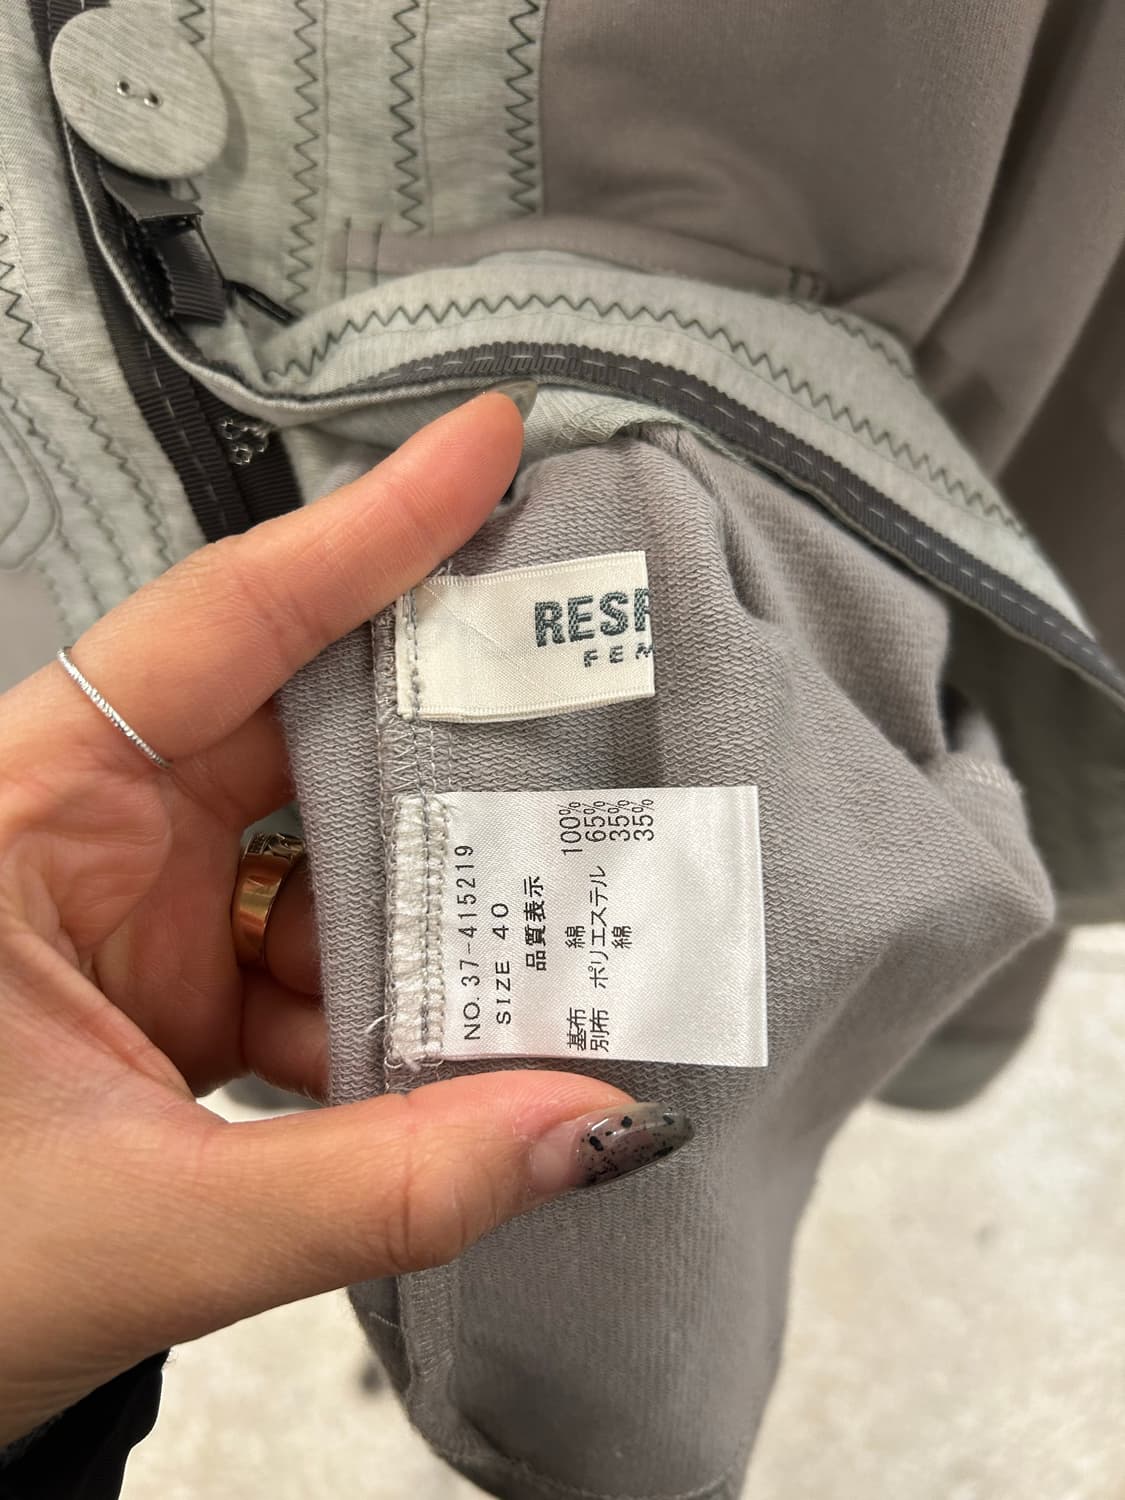 RESP
FEM
NO. 37-415219
SIZE 40
品質表示
基布 綿 100%
別布 ポリエステル 65%
綿 35%
35%